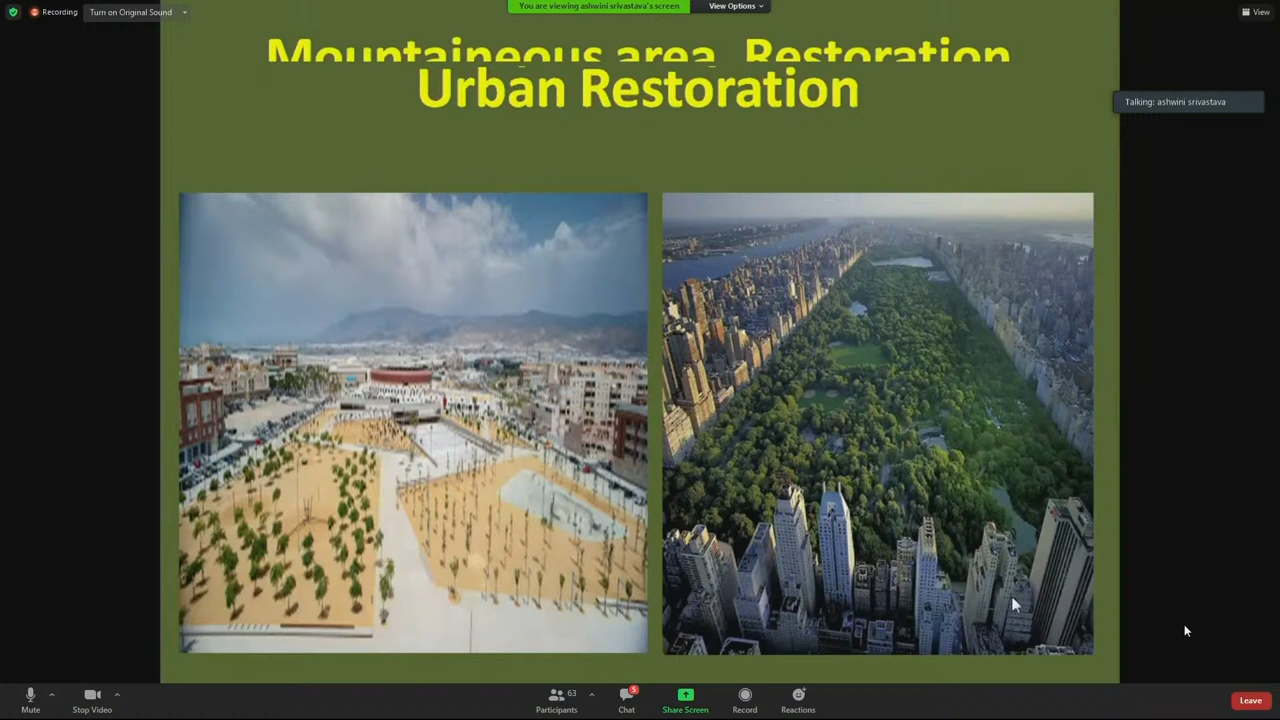 Recording
Turn on Original Sound
You are viewing ashwini srivastava's screen
View Options
View
Mountaineous area Restoration
Urban Restoration
Talking: ashwini srivastava
Mute
Stop Video
63
Participants
5
Chat
Share Screen
Record
Reactions
Leave